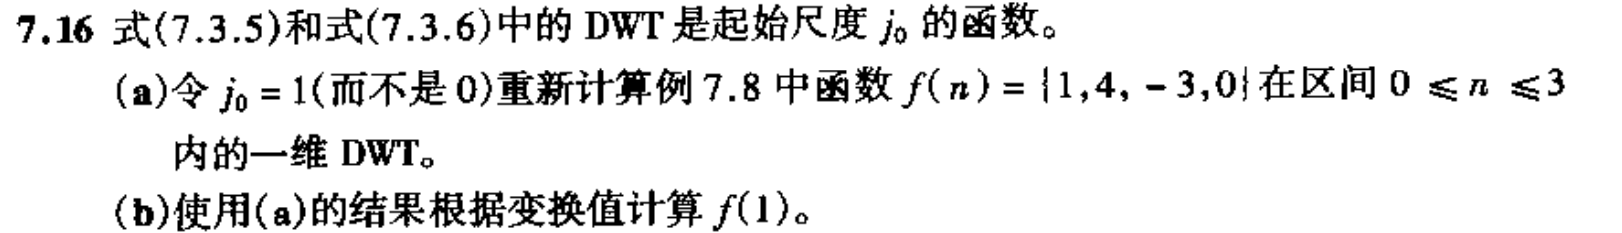 7.16 式(7.3.5)和式(7.3.6)中的 DWT 是起始尺度 j₀ 的函数。
(a)令 j₀ = 1(而不是 0)重新计算例 7.8 中函数 f(n) = {1,4, -3,0}在区间 0 ⩽ n ⩽3
内的一维 DWT。
(b)使用(a)的结果根据变换值计算 f(1)。